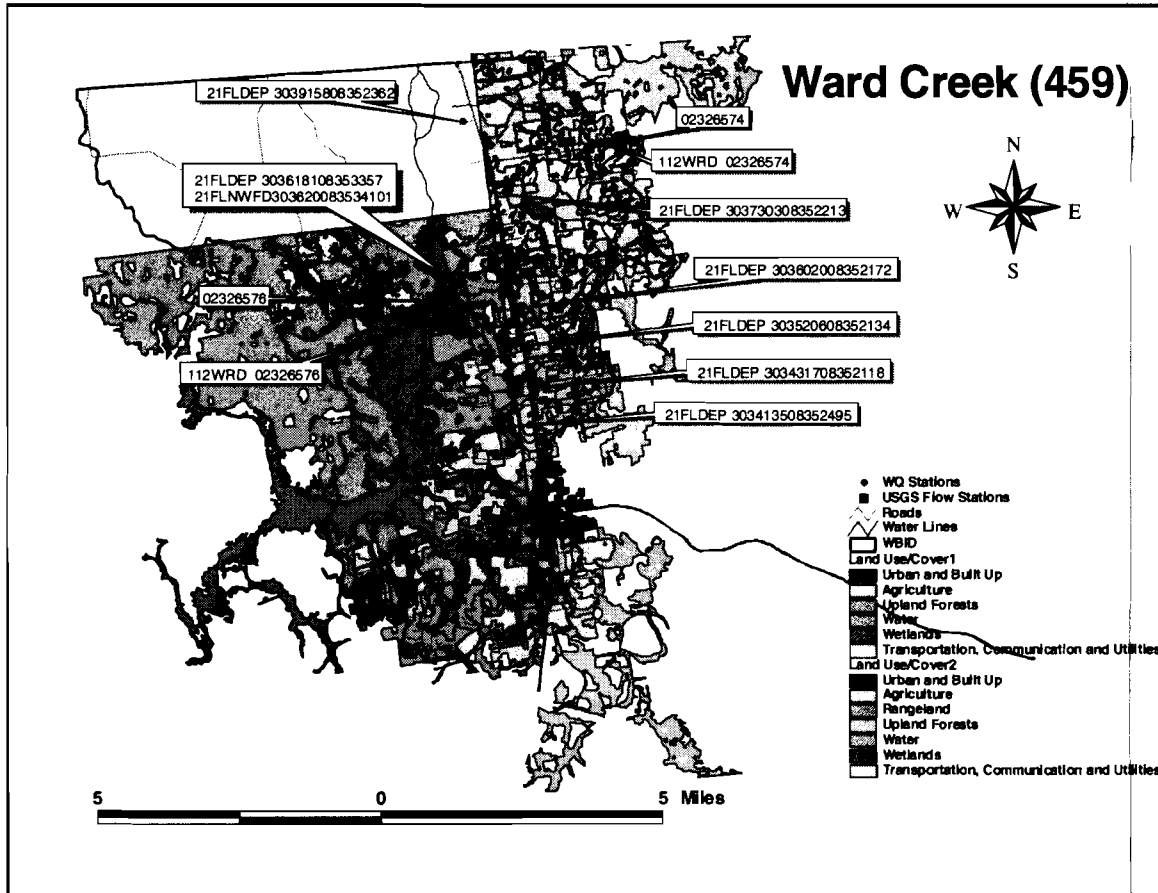 Ward Creek (459)
21FLDEP 303915808352362
02326574
112WRD 02326574
21FLDEP 303618108353357
21FLNWFD303620083534101
21FLDEP 303730308352213
N
W E
S
21FLDEP 303602008352172
02326576
21FLDEP 303520608352134
112WRD 02326576
21FLDEP 303431708352118
21FLDEP 303413508352495
WQ Stations
USGS Flow Stations
Roads
Water Lines
WBID
Land Use/Cover1
Urban and Built Up
Agriculture
Upland Forests
Water
Wetlands
Transportation, Communication and Utilities
Land Use/Cover2
Urban and Built Up
Agriculture
Rangeland
Upland Forests
Water
Wetlands
Transportation, Communication and Utilities
5 0 5 Miles